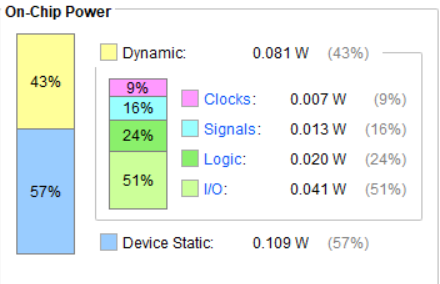 On-Chip Power
43%
57%
Dynamic: 0.081 W (43%)
9%
16%
24%
51%
Clocks: 0.007 W (9%)
Signals: 0.013 W (16%)
Logic: 0.020 W (24%)
I/O: 0.041 W (51%)
Device Static: 0.109 W (57%)